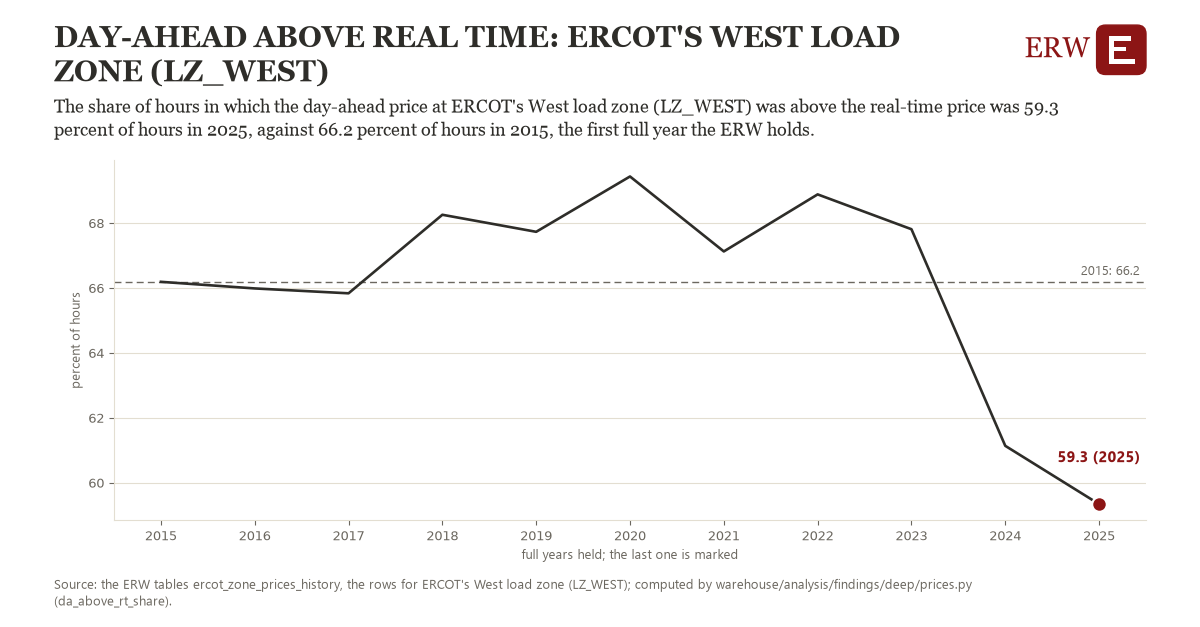 DAY-AHEAD ABOVE REAL TIME: ERCOT'S WEST LOAD
ZONE (LZ_WEST)
ERW E
The share of hours in which the day-ahead price at ERCOT's West load zone (LZ_WEST) was above the real-time price was 59.3
percent of hours in 2025, against 66.2 percent of hours in 2015, the first full year the ERW holds.
percent of hours
68
66
64
62
60
2015: 66.2
59.3 (2025)
2015 2016 2017 2018 2019 2020 2021 2022 2023 2024 2025
full years held; the last one is marked
Source: the ERW tables ercot_zone_prices_history, the rows for ERCOT's West load zone (LZ_WEST); computed by warehouse/analysis/findings/deep/prices.py
(da_above_rt_share).